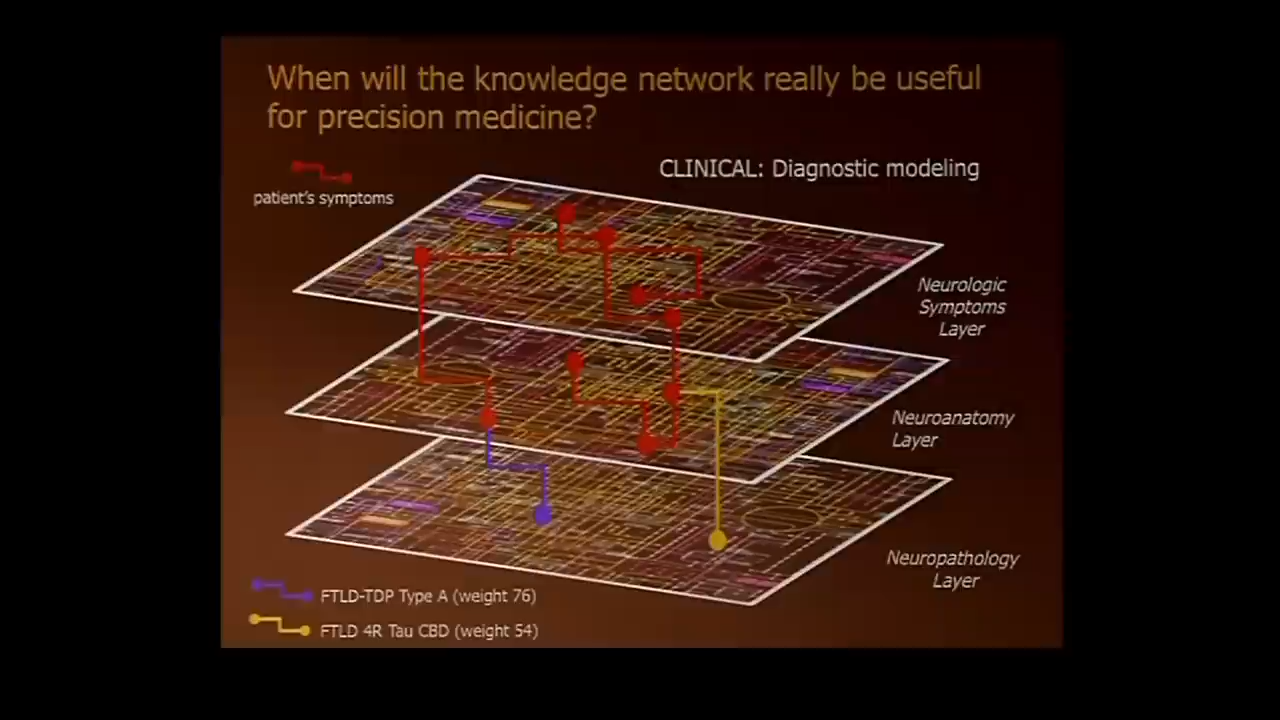 When will the knowledge network really be useful
for precision medicine?
CLINICAL: Diagnostic modeling
patient's symptoms
Neurologic
Symptoms
Layer
Neuroanatomy
Layer
Neuropathology
Layer
FTLD-TDP Type A (weight 76)
FTLD 4R Tau CBD (weight 54)